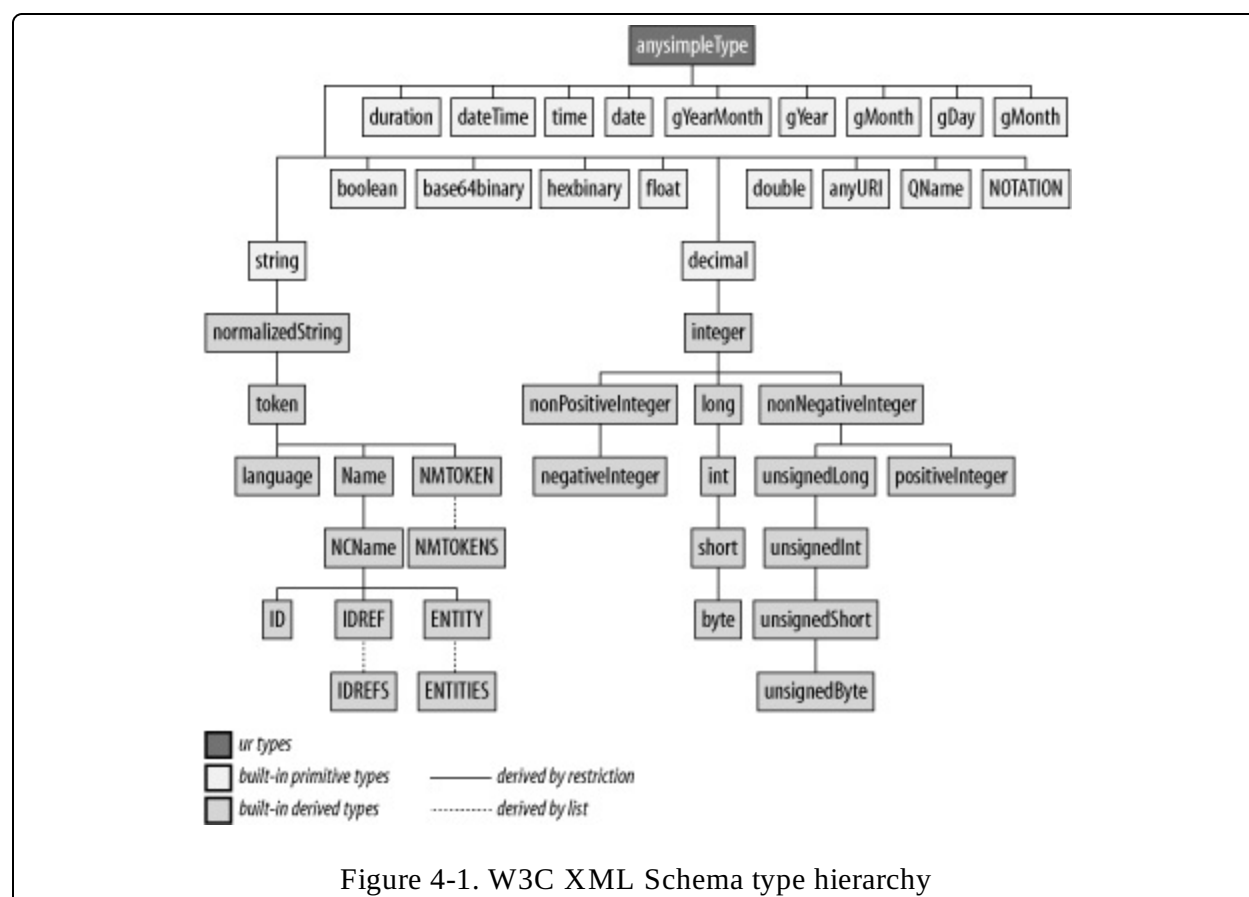 anysimpleType
duration dateTime time date gYearMonth gYear gMonth gDay gMonth
boolean base64binary hexbinary float double anyURI QName NOTATION
string decimal
normalizedString integer
token nonPositiveInteger long nonNegativeInteger
language Name NMTOKEN negativeInteger int unsignedLong positiveInteger
NCName NMTOKENS short unsignedInt
ID IDREF ENTITY byte unsignedShort
IDREFS ENTITIES unsignedByte
ur types
built-in primitive types derived by restriction
built-in derived types derived by list
Figure 4-1. W3C XML Schema type hierarchy